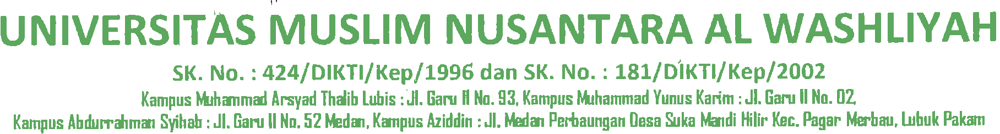 UNIVERSITAS MUSLIM NUSANTARA AL WASHLIYAH
SK. No. : 424/DIKTI/Kep/1996 dan SK. No. : 181/DIKTI/Kep/2002
Kampus Muhammad Arsyad Thalib Lubis : Jl. Garu II No. 93, Kampus Muhammad Yunus Karim : Jl. Garu II No. 02,
Kampus Abdurrahman Syihab : Jl. Garu II No. 52 Medan, Kampus Aziddin : Jl. Medan Perbaungan Desa Suka Mandi Hilir Kec. Pagar Merbau, Lubuk Pakam